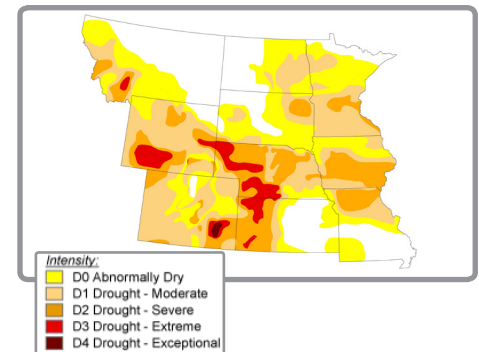 Intensity:
D0 Abnormally Dry
D1 Drought - Moderate
D2 Drought - Severe
D3 Drought - Extreme
D4 Drought - Exceptional